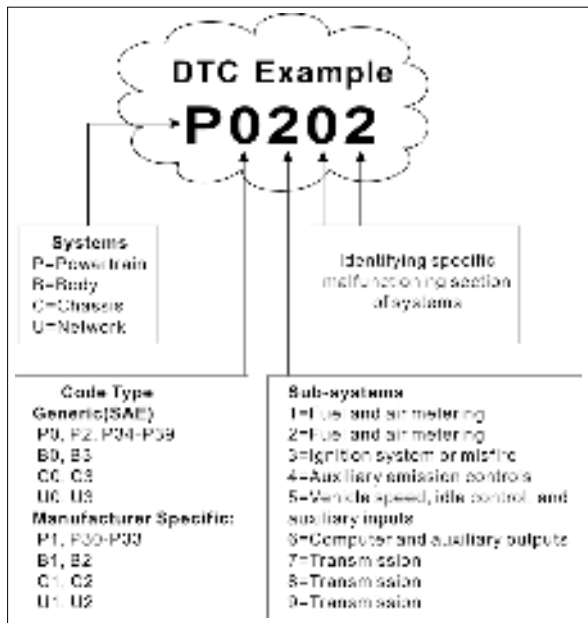 DTC Example
P0202
Systems
P=Powertrain
B=Body
C=Chassis
U=Network
Identifying specific
malfunctioning section
of systems
Code Type
Generic(SAE)
P0, P2, P34-P39
B0, B3
C0, C3
U0, U3
Manufacturer Specific:
P1, P30-P33
B1, B2
C1, C2
U1, U2
Sub-systems
1=Fuel and air metering
2=Fuel and air metering
3=Ignition system or misfire
4=Auxiliary emission controls
5=Vehicle speed, idle control, and
auxiliary inputs
6=Computer and auxiliary outputs
7=Transmission
8=Transmission
9=Transmission